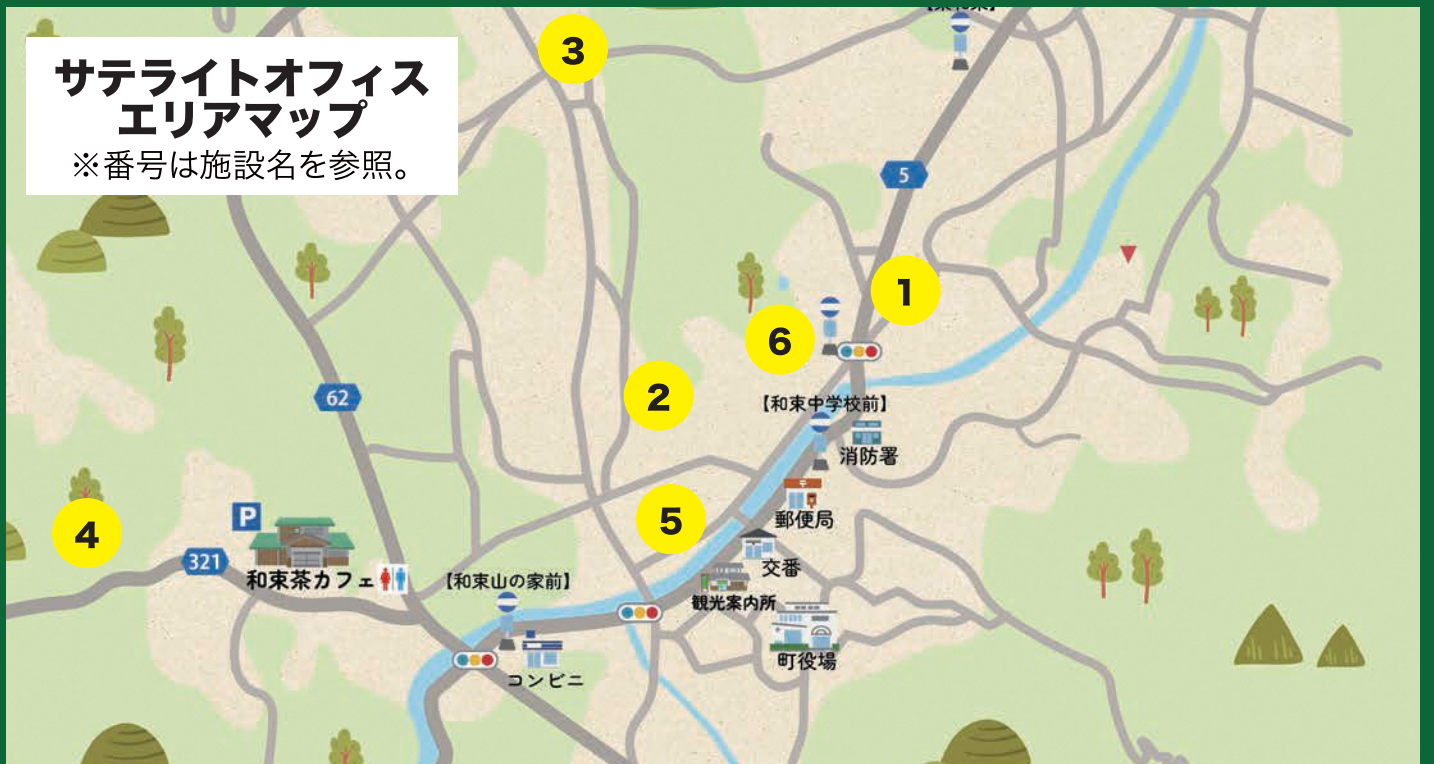 サテライトオフィス
エリアマップ
※番号は施設名を参照。
3
5
1
6
2
62
【和束中学校前】
消防署
4
P
5
郵便局
321
和束茶カフェ
【和束山の家前】
交番
観光案内所
町役場
コンビニ